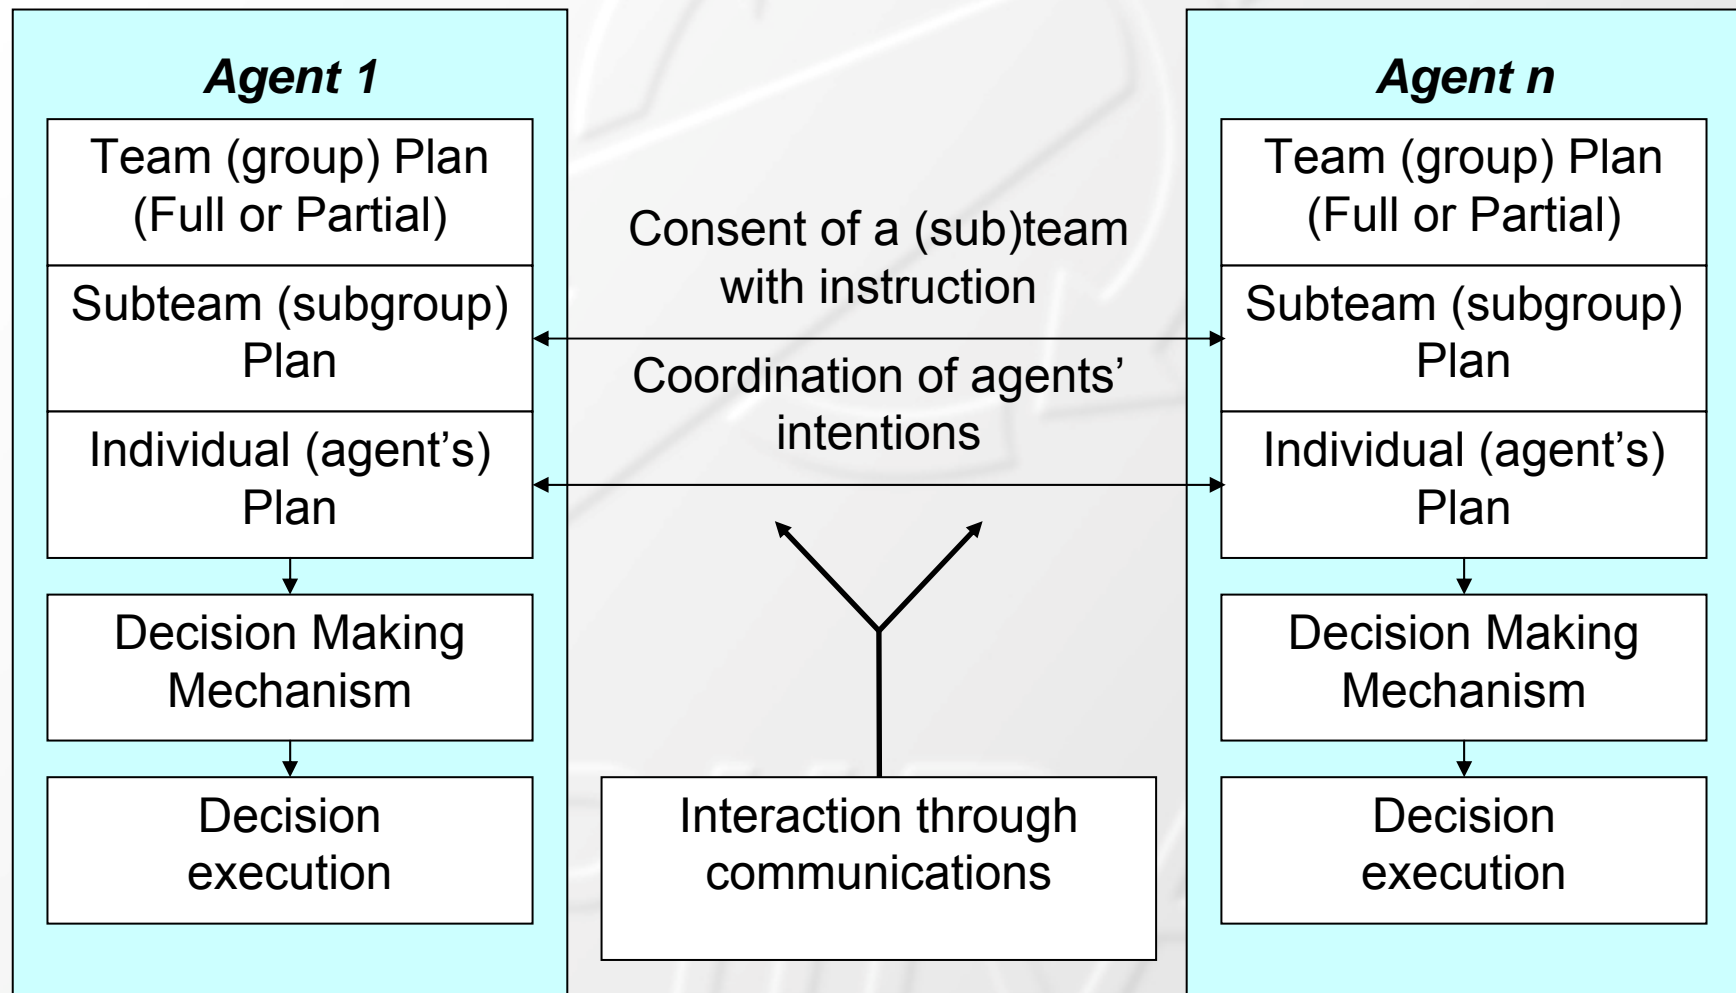 Agent 1
Team (group) Plan
(Full or Partial)
Subteam (subgroup)
Plan
Individual (agent’s)
Plan
Decision Making
Mechanism
Decision
execution
Consent of a (sub)team
with instruction
Coordination of agents’
intentions
Interaction through
communications
Agent n
Team (group) Plan
(Full or Partial)
Subteam (subgroup)
Plan
Individual (agent’s)
Plan
Decision Making
Mechanism
Decision
execution